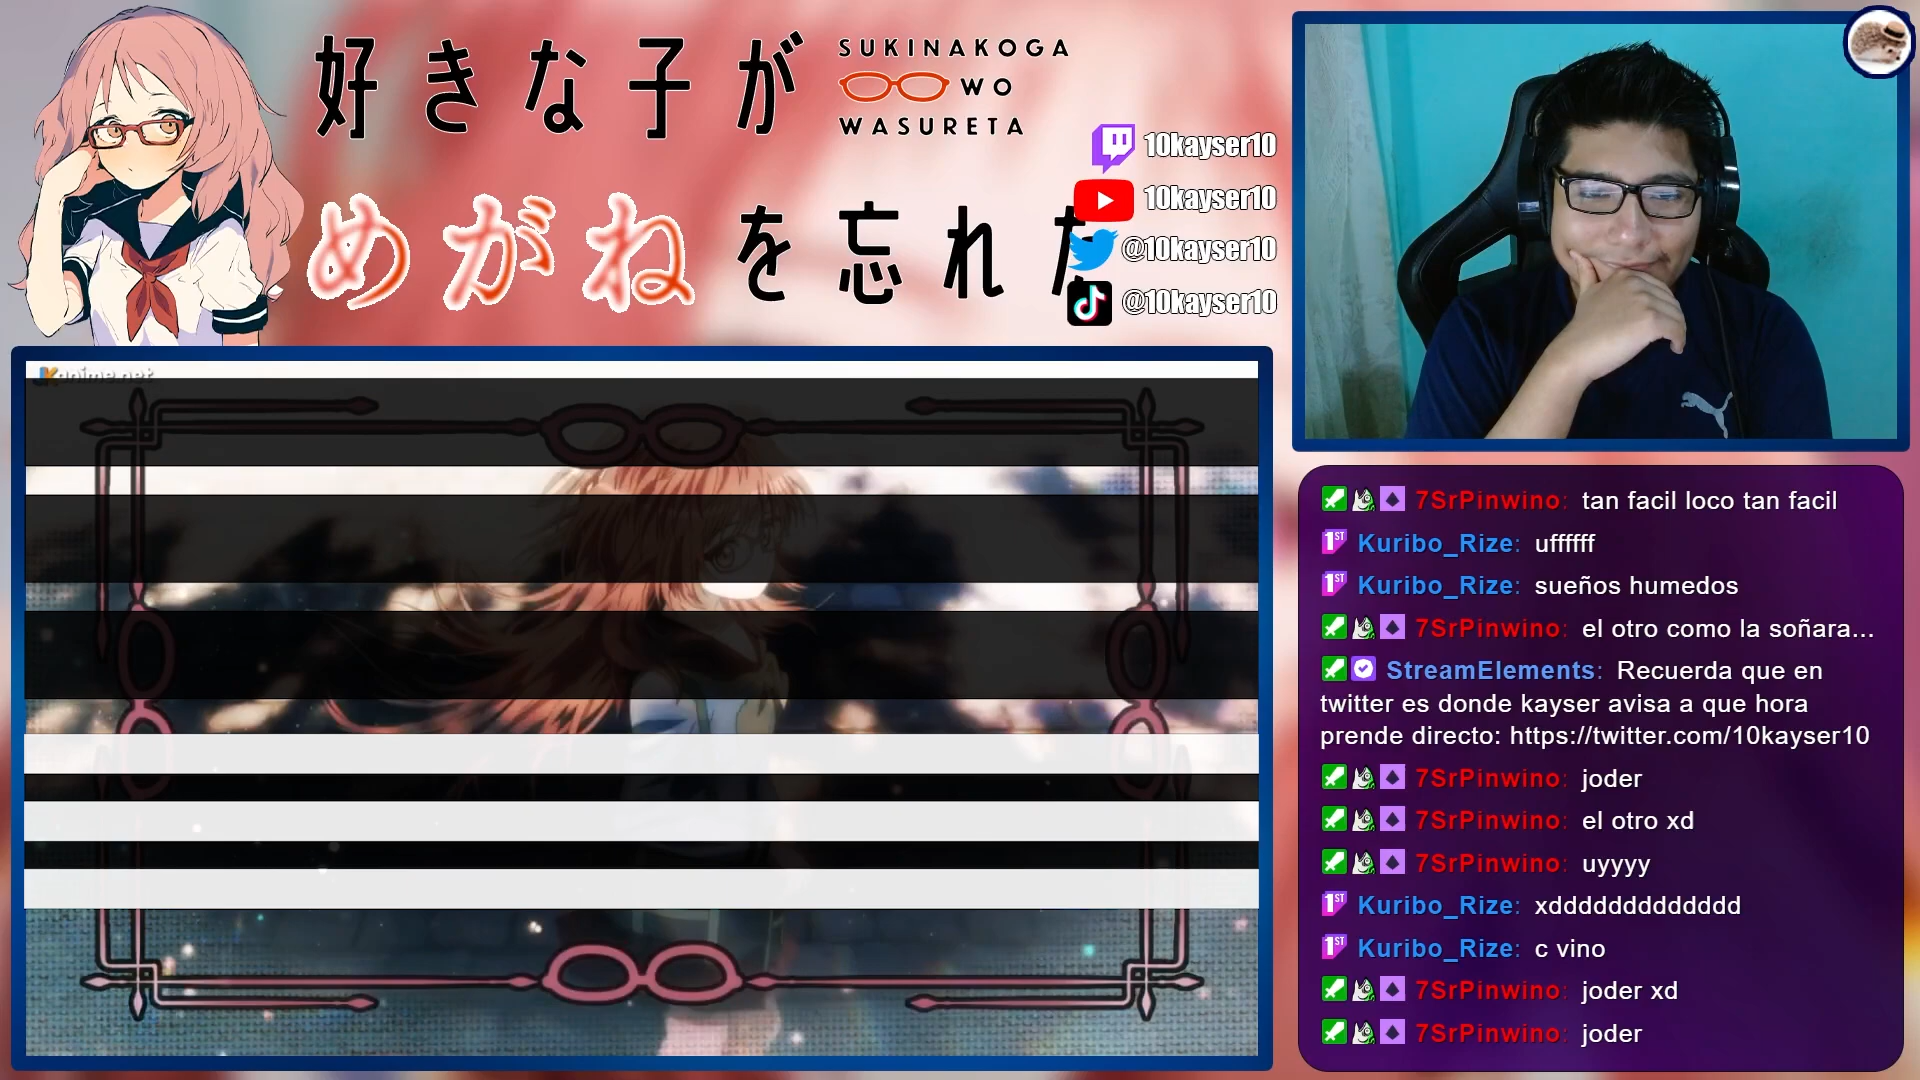 好きな子が
SUKINAKOGA
WO
WASURETA
めがねを忘れた
10kayser10
10kayser10
@10kayser10
@10kayser10
JKanime.net
7SrPinwino: tan facil loco tan facil
Kuribo_Rize: uffffff
Kuribo_Rize: sueños humedos
7SrPinwino: el otro como la soñara...
StreamElements: Recuerda que en
twitter es donde kayser avisa a que hora
prende directo: https://twitter.com/10kayser10
7SrPinwino: joder
7SrPinwino: el otro xd
7SrPinwino: uyyyy
Kuribo_Rize: xdddddddddddddd
Kuribo_Rize: c vino
7SrPinwino: joder xd
7SrPinwino: joder